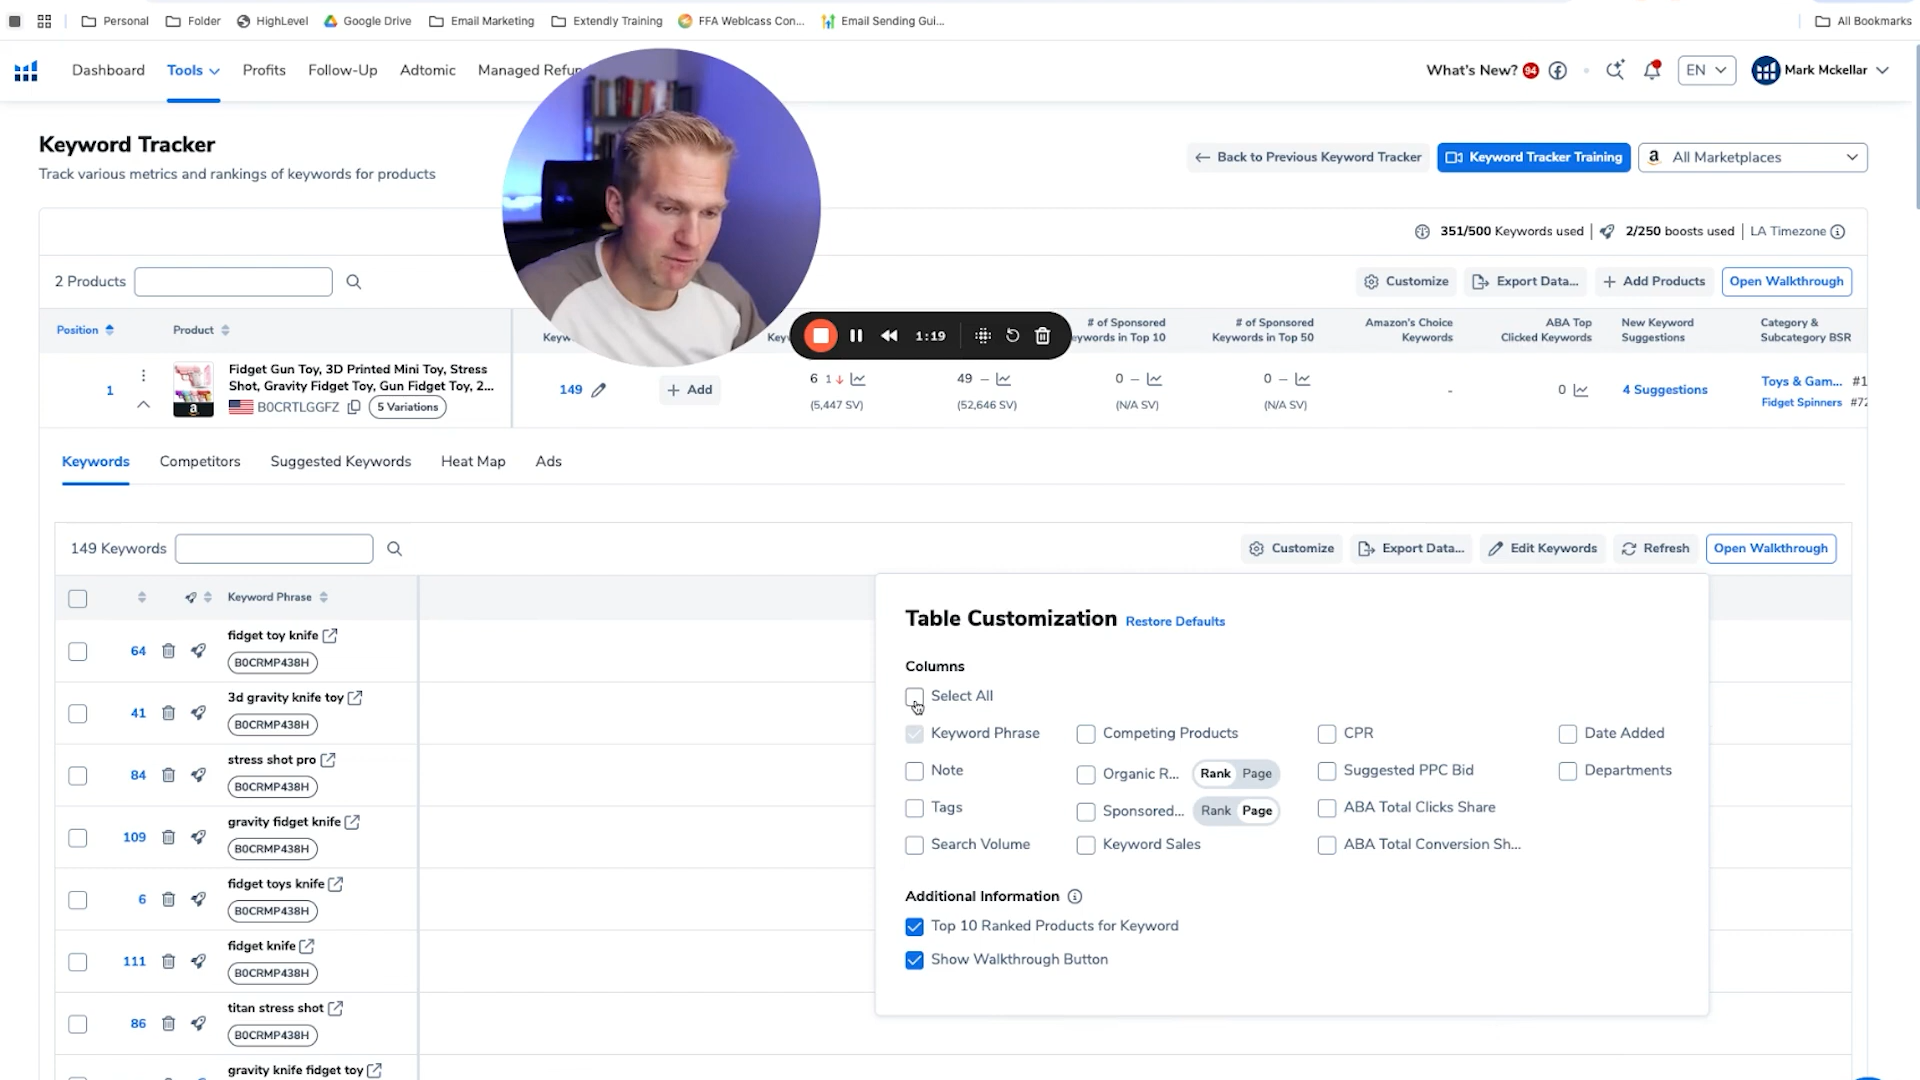 Personal Folder HighLevel Google Drive Email Marketing Extendly Training FFA Weblcass Con... Email Sending Gui... All Bookmarks
Dashboard Tools Profits Follow-Up Adtomic Managed Refun What's New? 94 EN Mark Mckellar
Keyword Tracker
Track various metrics and rankings of keywords for products
Back to Previous Keyword Tracker Keyword Tracker Training a All Marketplaces
351/500 Keywords used 2/250 boosts used LA Timezone
2 Products Customize Export Data... Add Products Open Walkthrough
Position Product
Keyw
Key
1:19
# of Sponsored
eywords in Top 10
# of Sponsored
Keywords in Top 50
Amazon's Choice
Keywords
ABA Top
Clicked Keywords
New Keyword
Suggestions
Category &
Subcategory BSR
1
a
Fidget Gun Toy, 3D Printed Mini Toy, Stress
Shot, Gravity Fidget Toy, Gun Fidget Toy, 2...
B0CRTLGGFZ 5 Variations
149 + Add
6 1
(5,447 SV)
49 –
(52,646 SV)
0 –
(N/A SV)
0 –
(N/A SV)
-
0
4 Suggestions
Toys & Gam... #1
Fidget Spinners #72
Keywords Competitors Suggested Keywords Heat Map Ads
149 Keywords Customize Export Data... Edit Keywords Refresh Open Walkthrough
Keyword Phrase
64 fidget toy knife
B0CRMP438H
41 3d gravity knife toy
B0CRMP438H
84 stress shot pro
B0CRMP438H
109 gravity fidget knife
B0CRMP438H
6 fidget toys knife
B0CRMP438H
111 fidget knife
B0CRMP438H
86 titan stress shot
B0CRMP438H
gravity knife fidget toy
Table Customization Restore Defaults
Columns
Select All
Keyword Phrase Competing Products CPR Date Added
Note Organic R... Rank Page Suggested PPC Bid Departments
Tags Sponsored... Rank Page ABA Total Clicks Share
Search Volume Keyword Sales ABA Total Conversion Sh...
Additional Information
Top 10 Ranked Products for Keyword
Show Walkthrough Button